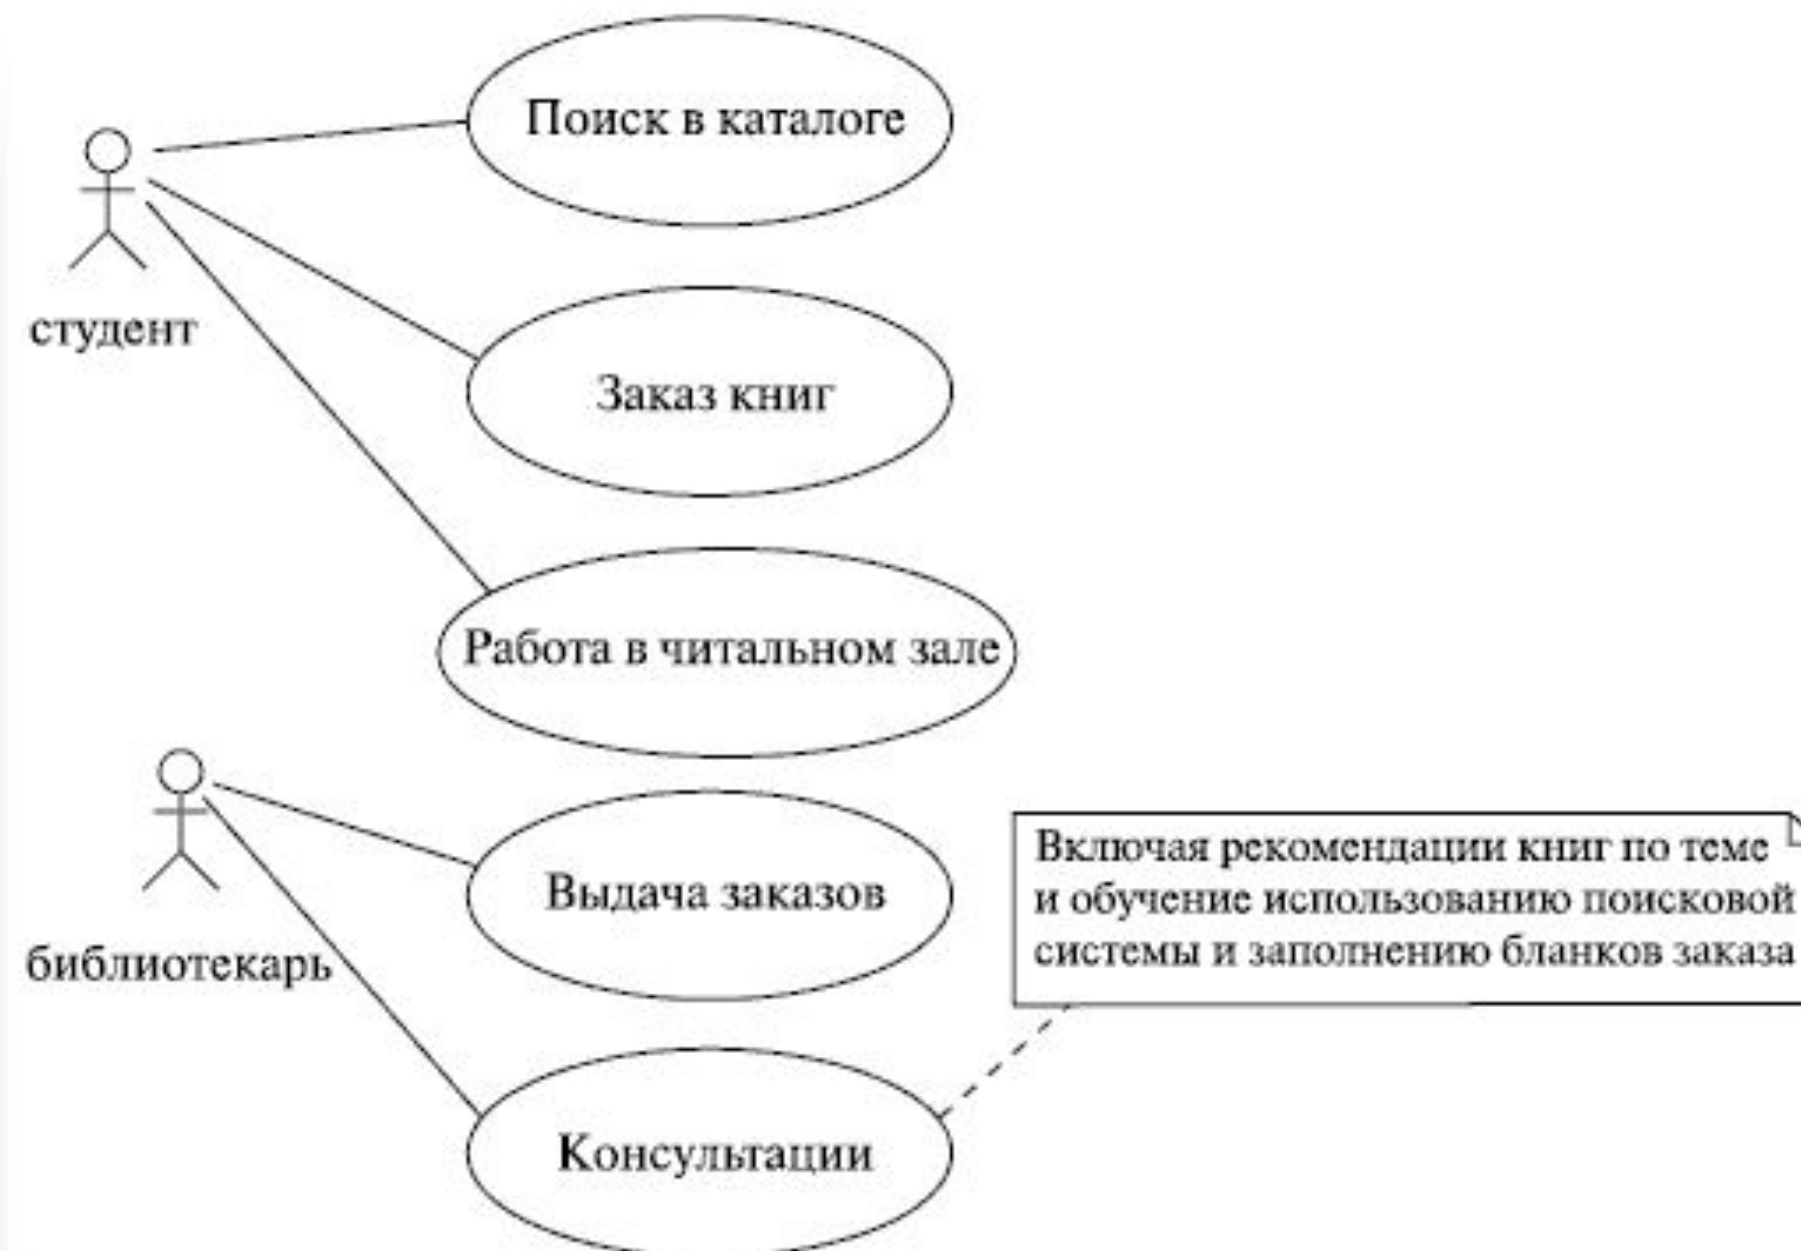 Поиск в каталоге
студент
Заказ книг
Работа в читальном зале
Выдача заказов
библиотекарь
Включая рекомендации книг по теме
и обучение использованию поисковой
системы и заполнению бланков заказа
Консультации